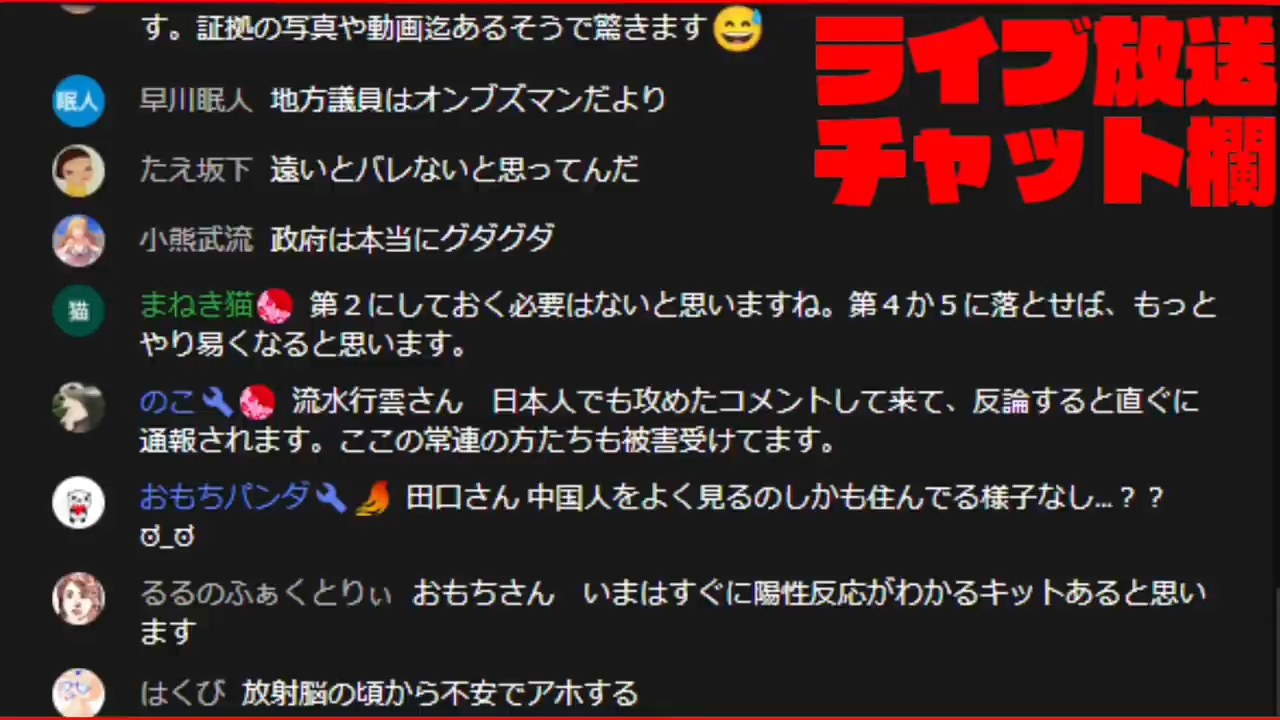 す。証拠の写真や動画迄あるそうで驚きます😅
ライブ放送
チャット欄
眠人
早川眠人 地方議員はオンブズマンだより
たえ坂下 遠いとバレないと思ってんだ
小熊武流 政府は本当にグダグダ
猫
まねき猫 第２にしておく必要はないと思いますね。第４か５に落とせば、もっと
やり易くなると思います。
のこ 流水行雲さん　日本人でも攻めたコメントして来て、反論すると直ぐに
通報されます。ここの常連の方たちも被害受けてます。
おもちパンダ 田口さん 中国人をよく見るのしかも住んでる様子なし...？？
ಠ_ಠ
るるのふぁくとりぃ おもちさん　いまはすぐに陽性反応がわかるキットあると思い
ます
はくび 放射脳の頃から不安でアホする